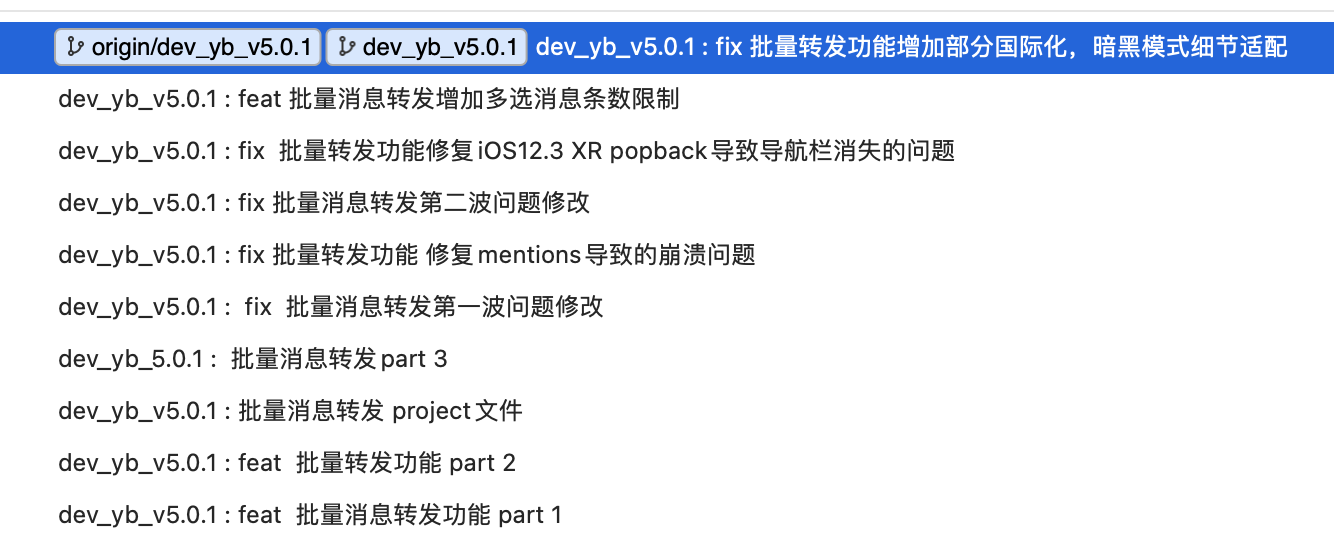 origin/dev_yb_v5.0.1 dev_yb_v5.0.1 dev_yb_v5.0.1 : fix 批量转发功能增加部分国际化，暗黑模式细节适配
dev_yb_v5.0.1 : feat 批量消息转发增加多选消息条数限制
dev_yb_v5.0.1 : fix  批量转发功能修复iOS12.3 XR popback导致导航栏消失的问题
dev_yb_v5.0.1 : fix 批量消息转发第二波问题修改
dev_yb_v5.0.1 : fix 批量转发功能 修复mentions导致的崩溃问题
dev_yb_v5.0.1 :  fix  批量消息转发第一波问题修改
dev_yb_5.0.1 :  批量消息转发part 3
dev_yb_v5.0.1 : 批量消息转发 project文件
dev_yb_v5.0.1 : feat  批量转发功能 part 2
dev_yb_v5.0.1 : feat  批量消息转发功能 part 1